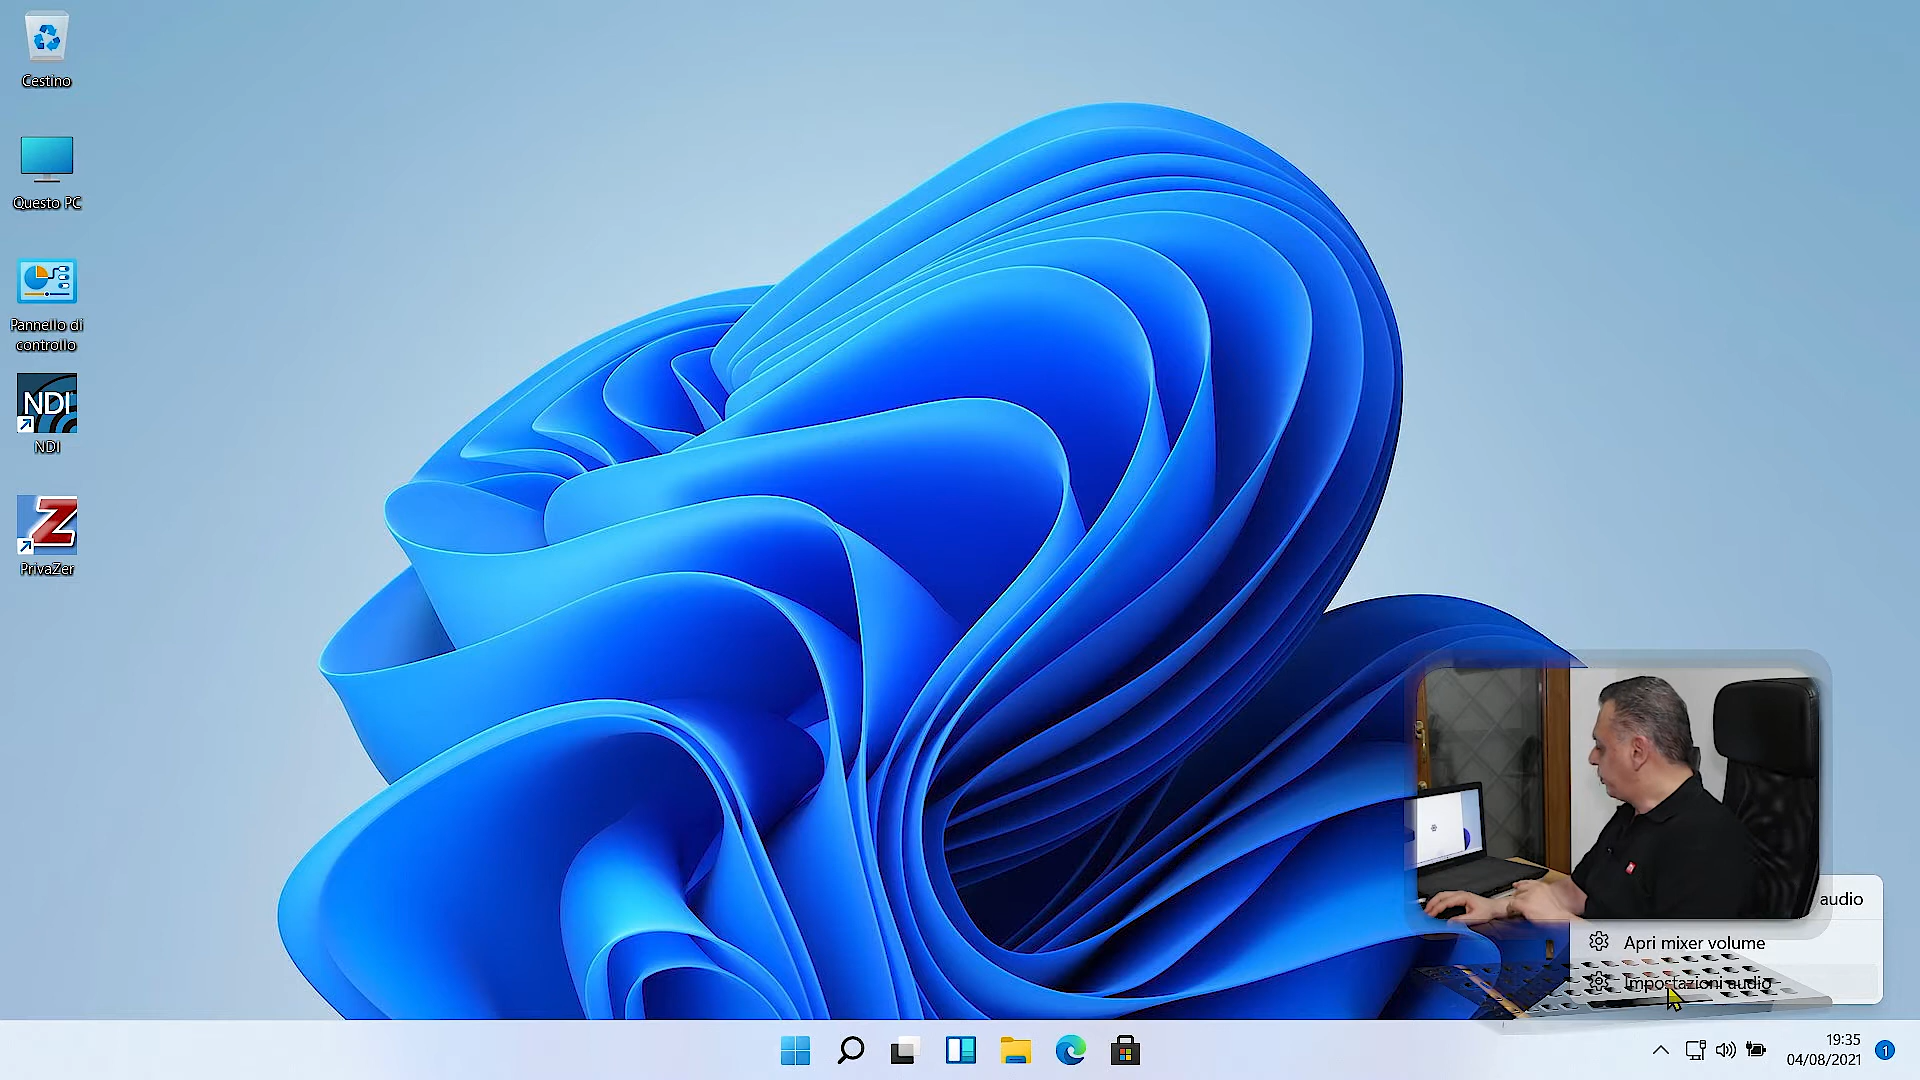 Cestino
Questo PC
Pannello di
controllo
NDI
NDI
PrivaZer
audio
Apri mixer volume
Impostazioni audio
19:35
04/08/2021
1